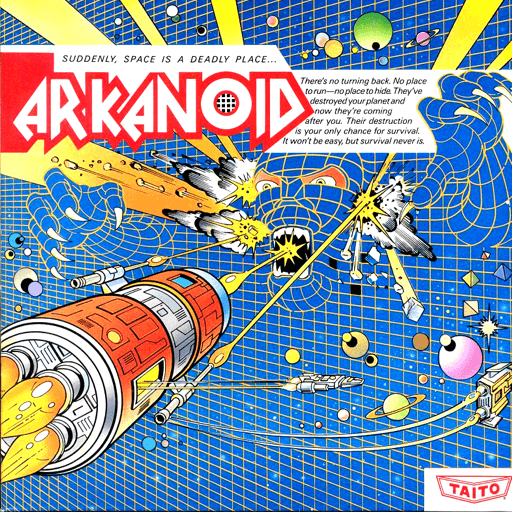 SUDDENLY, SPACE IS A DEADLY PLACE...
ARKANOID
There's no turning back. No place
to run—no place to hide. They've
destroyed your planet and
now they're coming
after you. Their destruction
is your only chance for survival.
It won't be easy, but survival never is.
TAITO